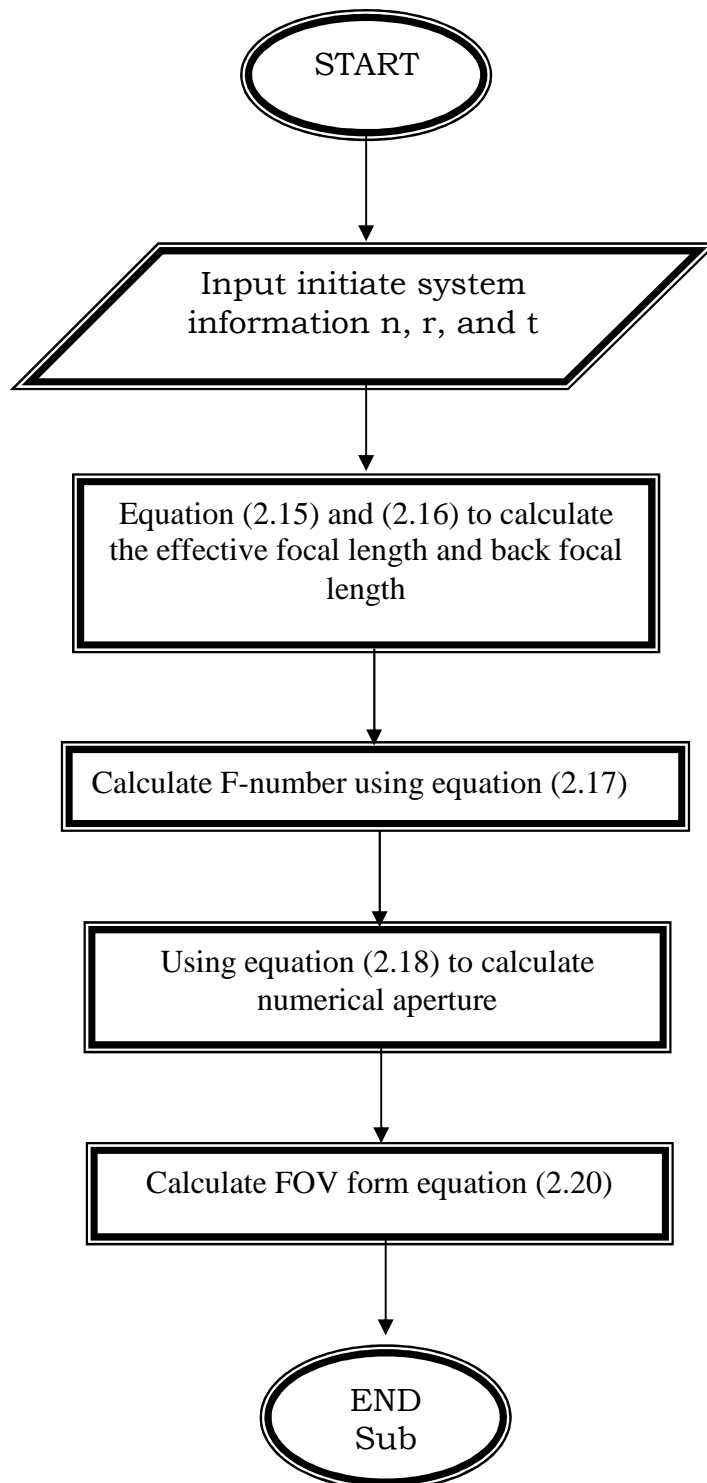 START
Input initiate system
information n, r, and t
Equation (2.15) and (2.16) to calculate
the effective focal length and back focal
length
Calculate F-number using equation (2.17)
Using equation (2.18) to calculate
numerical aperture
Calculate FOV form equation (2.20)
END
Sub